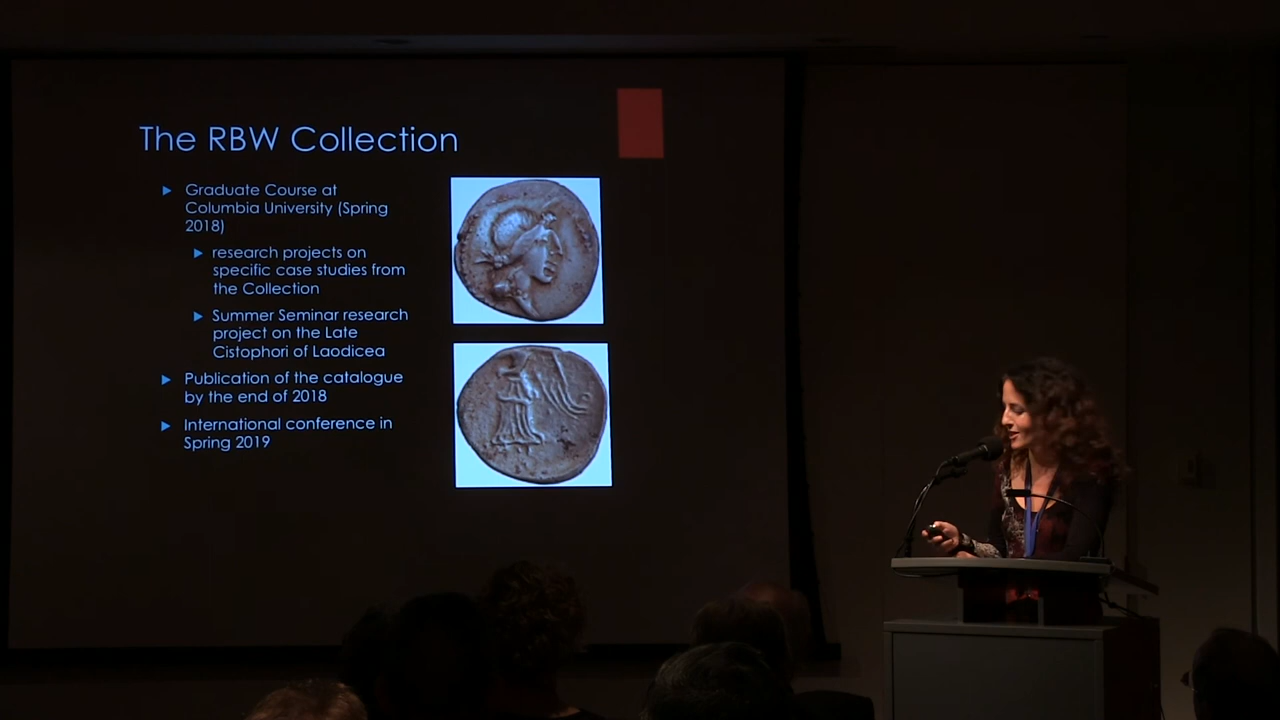 The RBW Collection
Graduate Course at
Columbia University (Spring
2018)
research projects on
specific case studies from
the Collection
Summer Seminar research
project on the Late
Cistophori of Laodicea
Publication of the catalogue
by the end of 2018
International conference in
Spring 2019